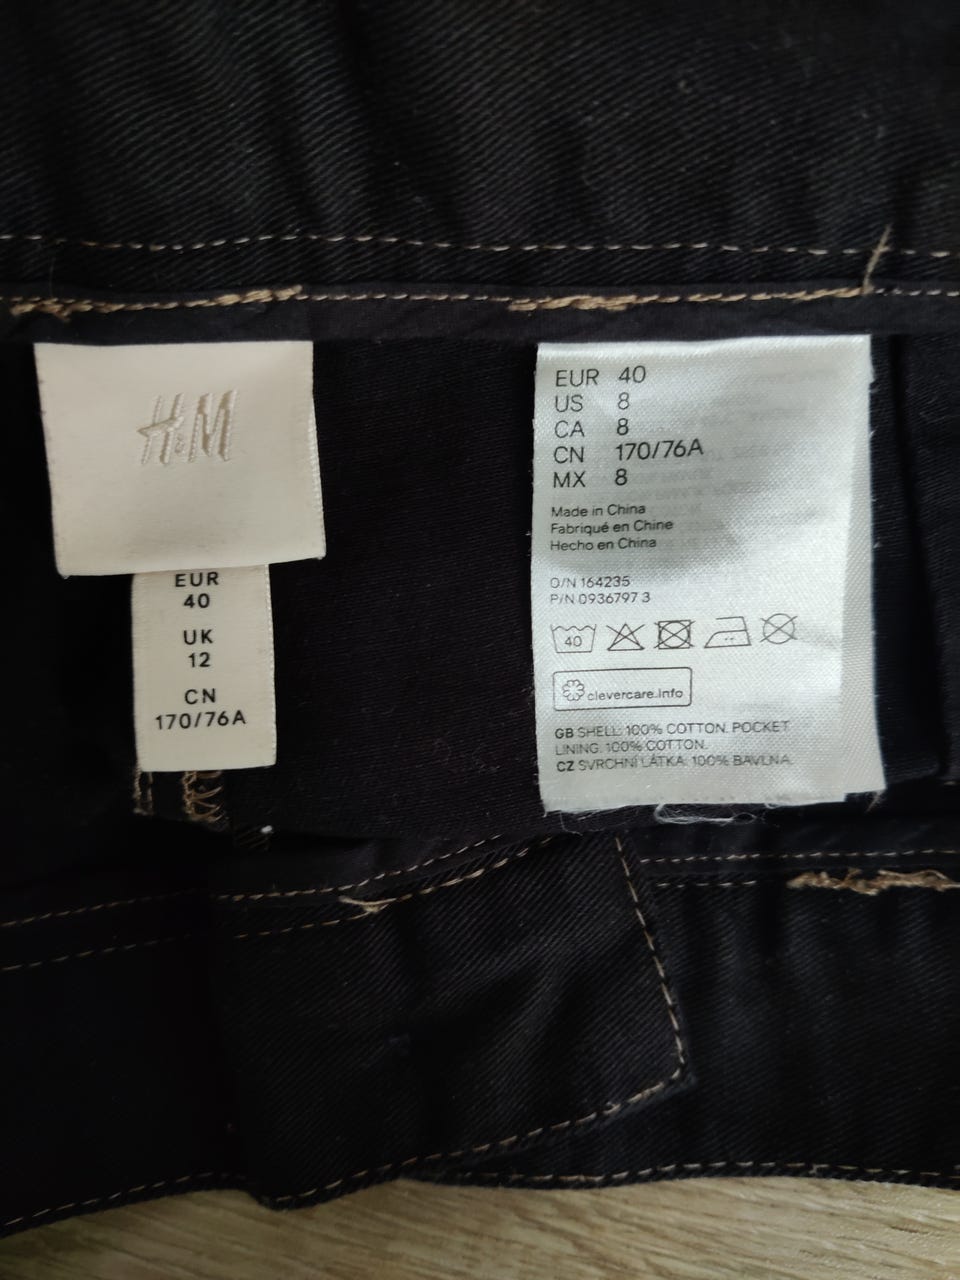 H&M
EUR
40
UK
12
CN
170/76A
EUR 40
US 8
CA 8
CN 170/76A
MX 8
Made in China
Fabriqué en Chine
Hecho en China
O/N 164235
P/N 0936797 3
40
clevercare.info
GB SHELL: 100% COTTON. POCKET
LINING: 100% COTTON.
CZ SVRCHNÍ LÁTKA: 100% BAVLNA.